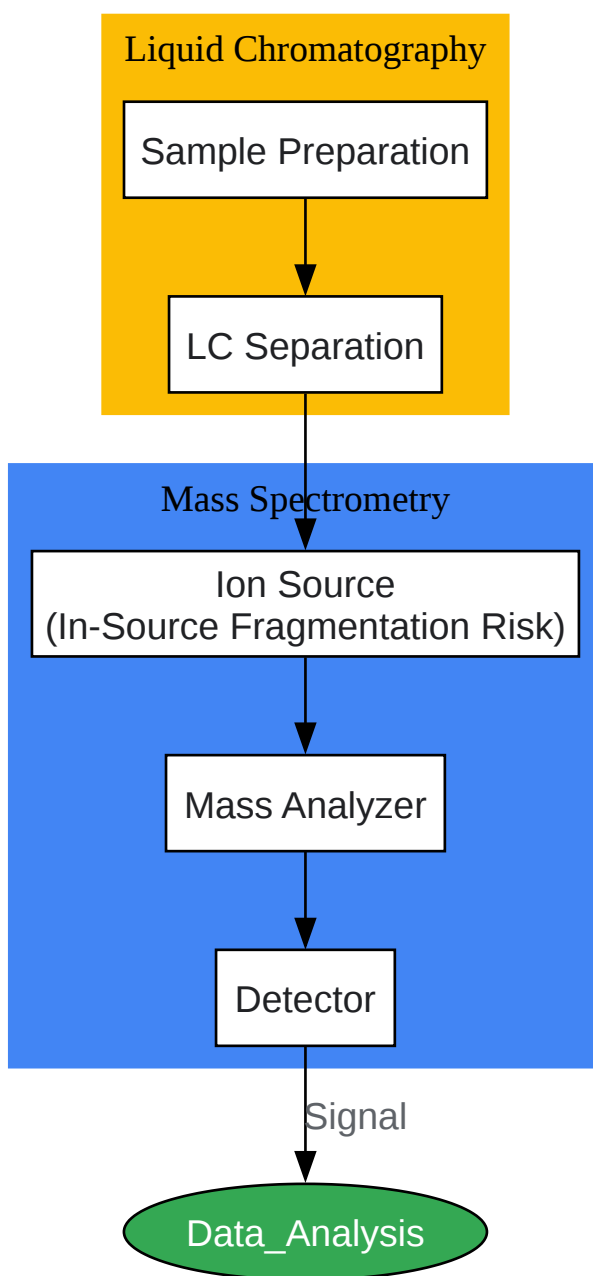 Liquid Chromatography
Sample Preparation
LC Separation
Mass Spectrometry
Ion Source
(In-Source Fragmentation Risk)
Mass Analyzer
Detector
Signal
Data_Analysis